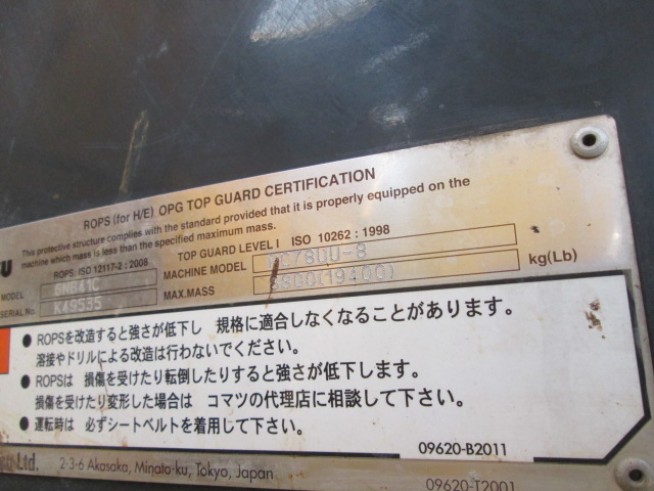 ROPS (for H/E) OPG TOP GUARD CERTIFICATION
This protective structure complies with the standard provided that it is properly equipped on the
machine which mass is less than the specified maximum mass.
TOP GUARD LEVEL I ISO 10262 : 1998
ROPS: ISO 12117-2 : 2008
MACHINE MODEL PC78UU-8
MODEL
MAX.MASS 8800(19400) kg(Lb)
SERIAL No. K49535
● ROPSを改造すると強さが低下し 規格に適合しなくなることがあります。
溶接やドリルによる改造は行わないでください。
● ROPSは 損傷を受けたり転倒したりすると強さが低下します。
損傷を受けたり変形した場合は コマツの代理店に相談して下さい。
● 運転時は 必ずシートベルトを着用して下さい。
09620-B2011
Ltd. 2-3-6 Akasaka, Minato-ku, Tokyo, Japan
09620-T2001